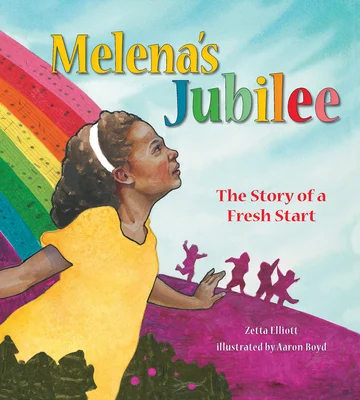 Melena's
Jubilee
The Story of a
Fresh Start
Zetta Elliott
illustrated by Aaron Boyd